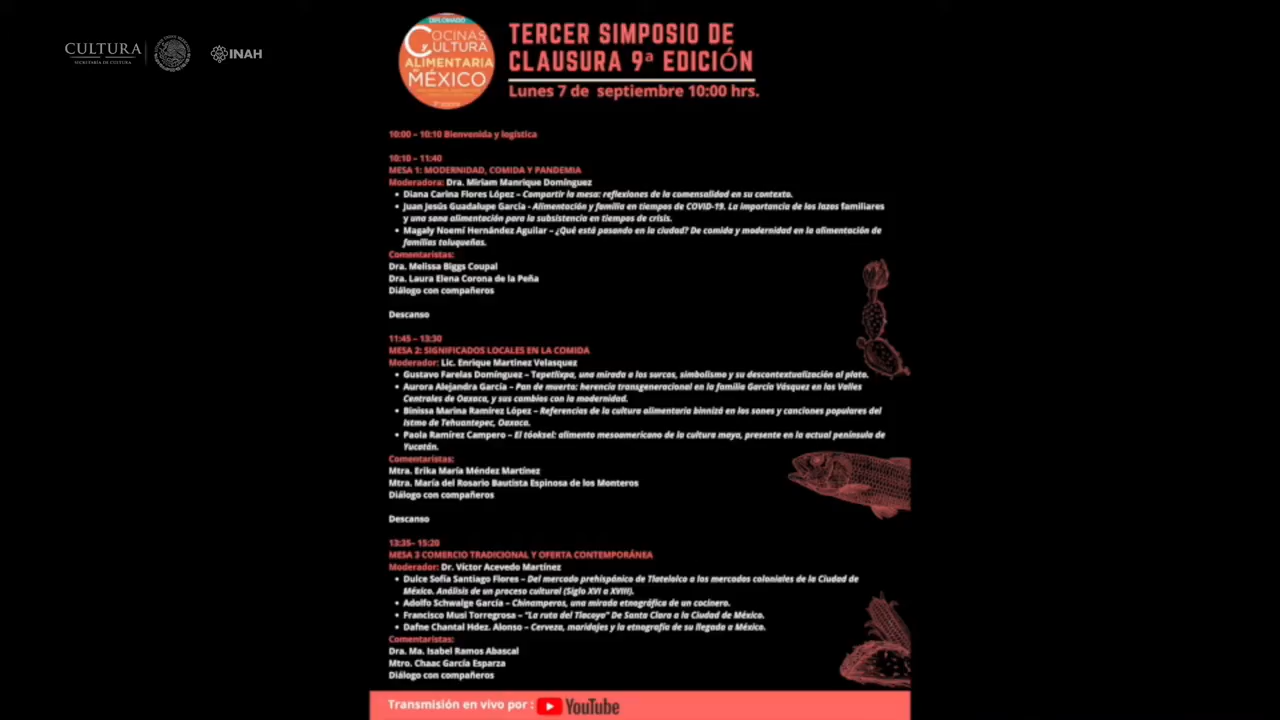 CULTURA
SECRETARÍA DE CULTURA
INAH
DIPLOMADO
COCINAS
Y CULTURA
ALIMENTARIA
EN MÉXICO
TERCER SIMPOSIO DE
CLAUSURA 9ª EDICIÓN
Lunes 7 de septiembre 10:00 hrs.
10:00 – 10:10 Bienvenida y logística
10:10 – 11:40
MESA 1: MODERNIDAD, COMIDA Y PANDEMIA
Moderadora: Dra. Miriam Manrique Domínguez
• Diana Carina Flores López – Compartir la mesa: reflexiones de la comensalidad en su contexto.
• Juan Jesús Guadalupe García - Alimentación y familia en tiempos de COVID-19. La importancia de los lazos familiares
y una sana alimentación para la subsistencia en tiempos de crisis.
• Magaly Noemí Hernández Aguilar – ¿Qué está pasando en la ciudad? De comida y modernidad en la alimentación de
familias toluqueñas.
Comentaristas:
Dra. Melissa Biggs Coupal
Dra. Laura Elena Corona de la Peña
Diálogo con compañeros
Descanso
11:45 – 13:30
MESA 2: SIGNIFICADOS LOCALES EN LA COMIDA
Moderador: Lic. Enrique Martínez Velasquez
• Gustavo Farelas Domínguez – Tepetlixpa, una mirada a los surcos, simbolismo y su descontextualización al plato.
• Aurora Alejandra García – Pan de muerto: herencia transgeneracional en la familia García Vásquez en los Valles
Centrales de Oaxaca, y sus cambios con la modernidad.
• Binissa Marina Ramírez López – Referencias de la cultura alimentaria binnizá en los sones y canciones populares del
Istmo de Tehuantepec, Oaxaca.
• Paola Ramírez Campero – El tóoksel: alimento mesoamericano de la cultura maya, presente en la actual península de
Yucatán.
Comentaristas:
Mtra. Erika María Méndez Martínez
Mtra. María del Rosario Bautista Espinosa de los Monteros
Diálogo con compañeros
Descanso
13:35– 15:20
MESA 3 COMERCIO TRADICIONAL Y OFERTA CONTEMPORÁNEA
Moderador: Dr. Víctor Acevedo Martínez
• Dulce Sofía Santiago Flores – Del mercado prehispánico de Tlatelolco a los mercados coloniales de la Ciudad de
México. Análisis de un proceso cultural (Siglo XVI a XVIII).
• Adolfo Schwalge García – Chinamperos, una mirada etnográfica de un cocinero.
• Francisco Musi Torregrosa – "La ruta del Tlacoyo" De Santa Clara a la Ciudad de México.
• Dafne Chantal Hdez. Alonso – Cerveza, maridajes y la etnografía de su llegada a México.
Comentaristas:
Dra. Ma. Isabel Ramos Abascal
Mtro. Chaac García Esparza
Diálogo con compañeros
Transmisión en vivo por : YouTube